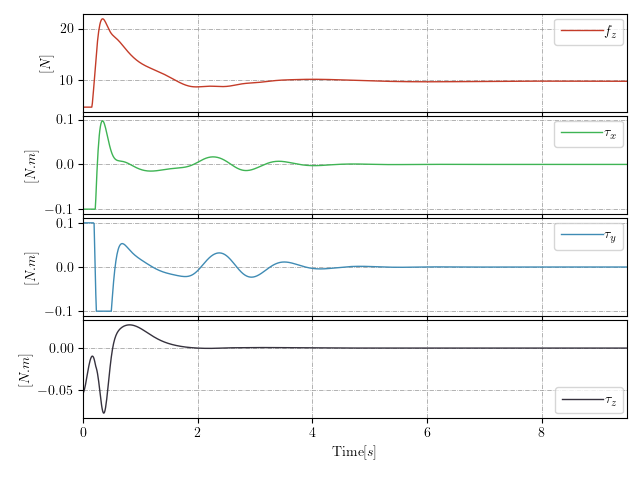 20
10
[N]
f_z
0.1
0.0
−0.1
[N.m]
τ_x
0.1
0.0
−0.1
[N.m]
τ_y
0.00
−0.05
[N.m]
τ_z
0 2 4 6 8
Time[s]